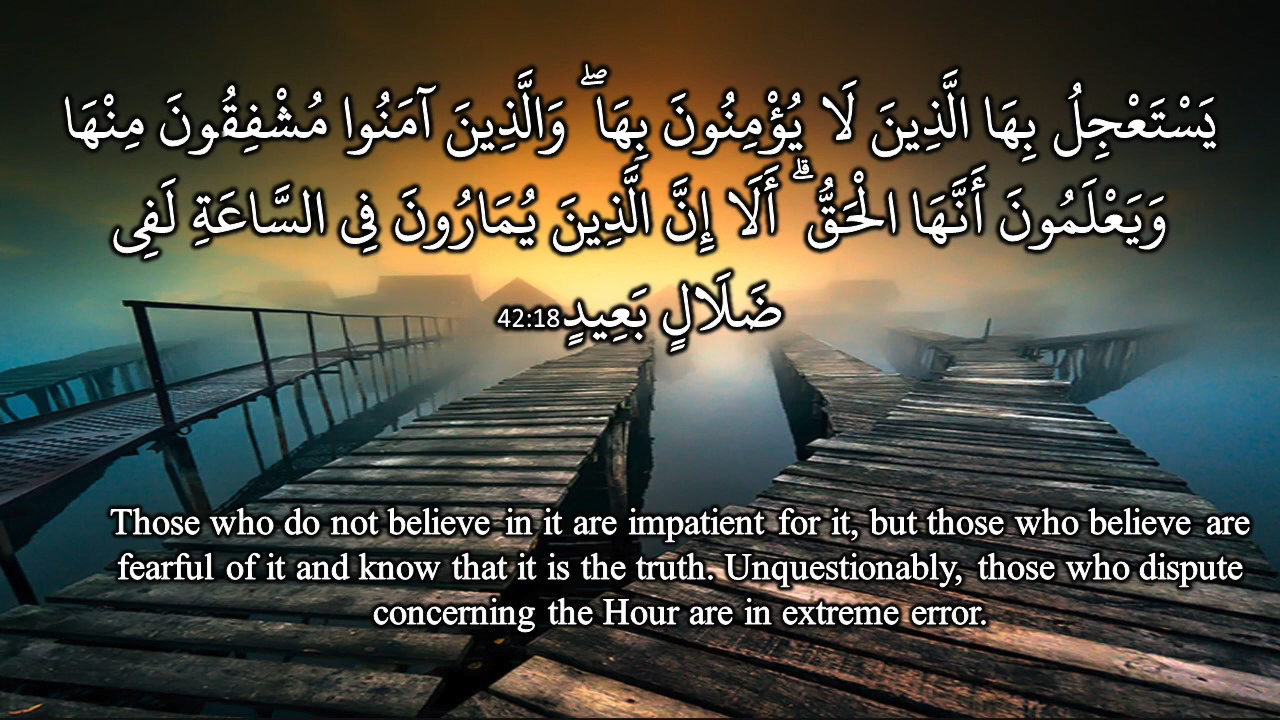 يَسْتَعْجِلُ بِهَا الَّذِينَ لَا يُؤْمِنُونَ بِهَا ۖ وَالَّذِينَ آمَنُوا مُشْفِقُونَ مِنْهَا
وَيَعْلَمُونَ أَنَّهَا الْحَقُّ ۗ أَلَا إِنَّ الَّذِينَ يُمَارُونَ فِي السَّاعَةِ لَفِي
ضَلَالٍ بَعِيدٍ 42:18
Those who do not believe in it are impatient for it, but those who believe are
fearful of it and know that it is the truth. Unquestionably, those who dispute
concerning the Hour are in extreme error.